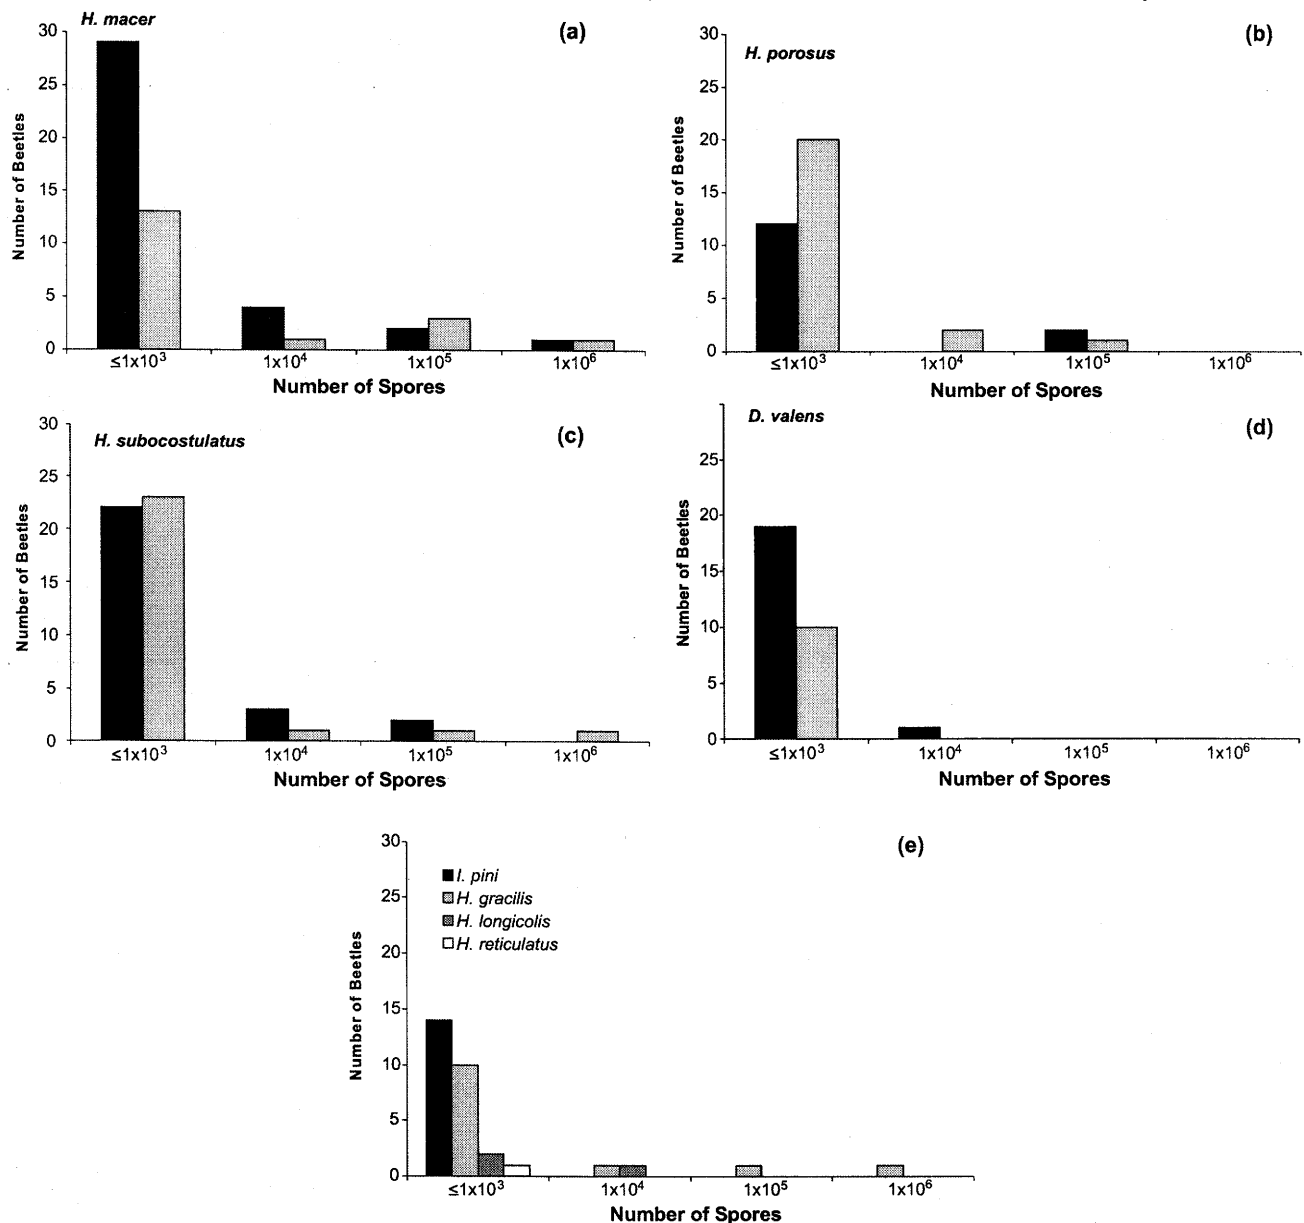 H. macer
(a)
30
25
20
15
10
5
0
Number of Beetles
≤1x10³ 1x10⁴ 1x10⁵ 1x10⁶
Number of Spores
H. porosus
(b)
30
25
20
15
10
5
0
Number of Beetles
≤1x10³ 1x10⁴ 1x10⁵ 1x10⁶
Number of Spores
H. subocostulatus
(c)
30
25
20
15
10
5
0
Number of Beetles
≤1x10³ 1x10⁴ 1x10⁵ 1x10⁶
Number of Spores
D. valens
(d)
25
20
15
10
5
0
Number of Beetles
≤1x10³ 1x10⁴ 1x10⁵ 1x10⁶
Number of Spores
(e)
30
25
20
15
10
5
0
Number of Beetles
I. pini
H. gracilis
H. longicolis
H. reticulatus
≤1x10³ 1x10⁴ 1x10⁵ 1x10⁶
Number of Spores